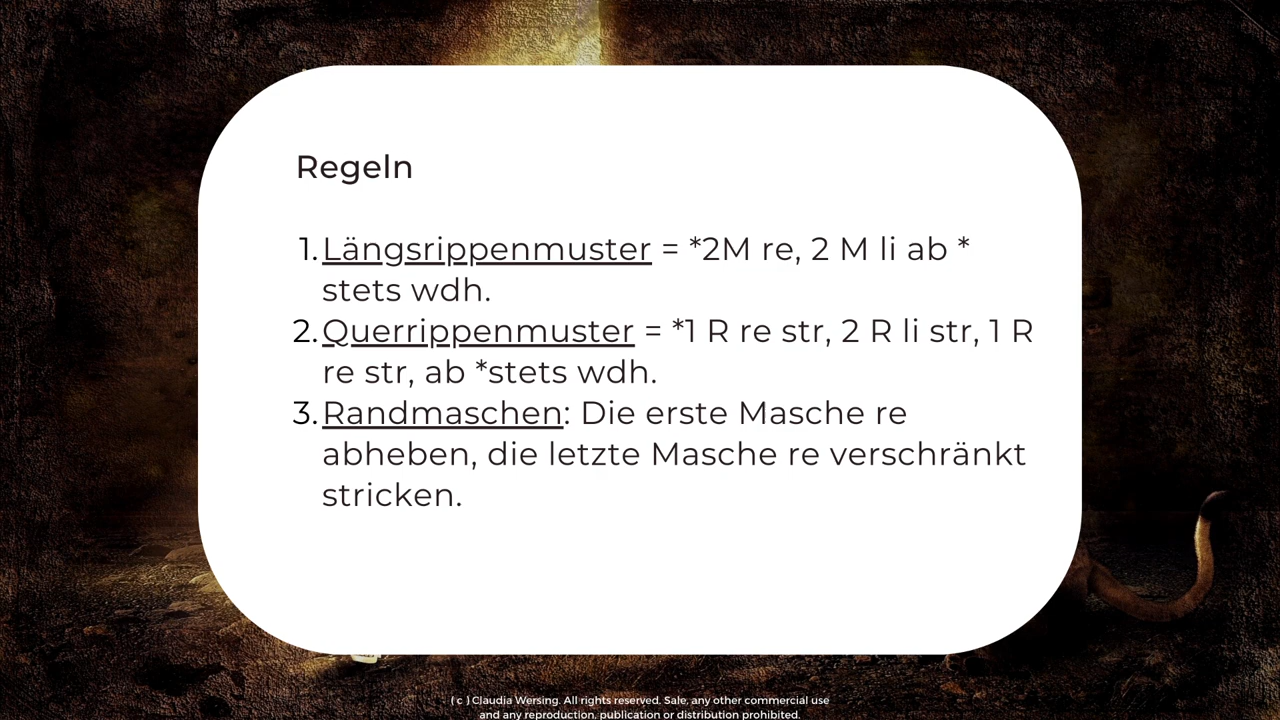 Regeln
1. Längsrippenmuster = *2M re, 2 M li ab *
stets wdh.
2. Querrippenmuster = *1 R re str, 2 R li str, 1 R
re str, ab *stets wdh.
3. Randmaschen: Die erste Masche re
abheben, die letzte Masche re verschränkt
stricken.
( c ) Claudia Wersing. All rights reserved. Sale, any other commercial use
and any reproduction, publication or distribution prohibited.